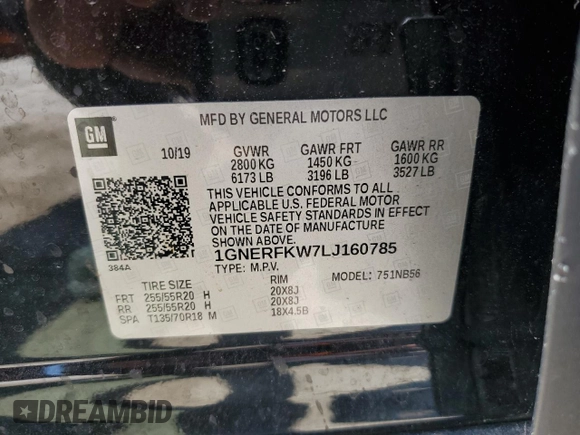 MFD BY GENERAL MOTORS LLC
GM
10/19 GVWR GAWR FRT GAWR RR
2800 KG 1450 KG 1600 KG
6173 LB 3196 LB 3527 LB
THIS VEHICLE CONFORMS TO ALL
APPLICABLE U.S. FEDERAL MOTOR
VEHICLE SAFETY STANDARDS IN EFFECT
ON THE DATE OF MANUFACTURE
SHOWN ABOVE.
384A 1GNERFKW7LJ160785
TYPE: M.P.V. MODEL: 751NB56
TIRE SIZE RIM
FRT 255/55R20 H 20X8J
RR 255/55R20 H 20X8J
SPA T135/70R18 M 18X4.5B
DREAMBID